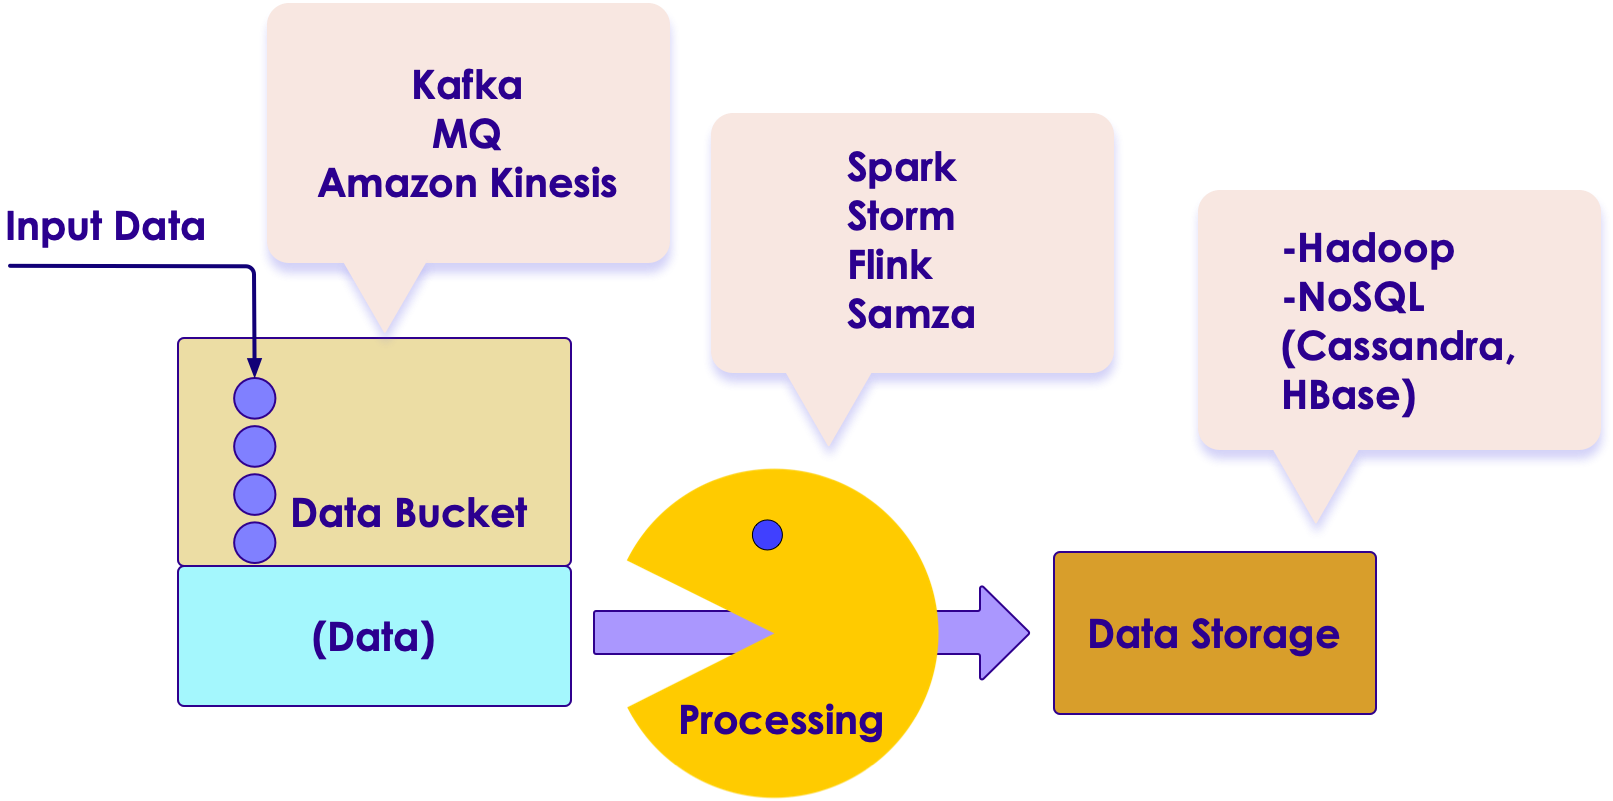 Kafka
MQ
Amazon Kinesis
Input Data
Spark
Storm
Flink
Samza
-Hadoop
-NoSQL
(Cassandra,
HBase)
Data Bucket
(Data)
Processing
Data Storage